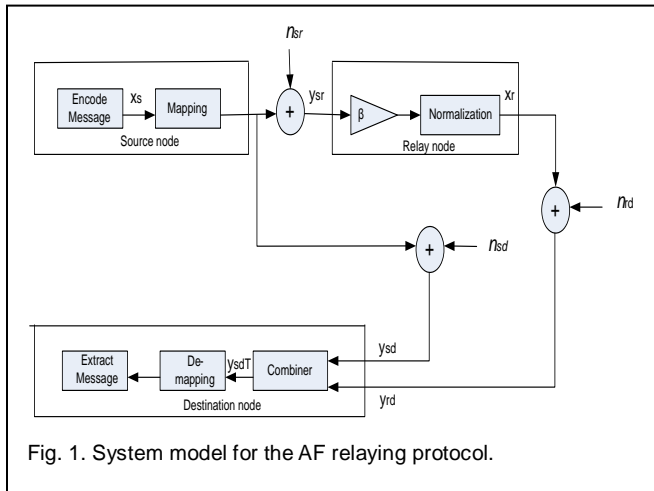 nsr
Encode
Message
xs
Mapping
Source node
+
ysr
β
Normalization
xr
Relay node
+
nrd
+
nsd
ysd
Extract
Message
De-
mapping
ysdT
Combiner
Destination node
yrd
Fig. 1. System model for the AF relaying protocol.